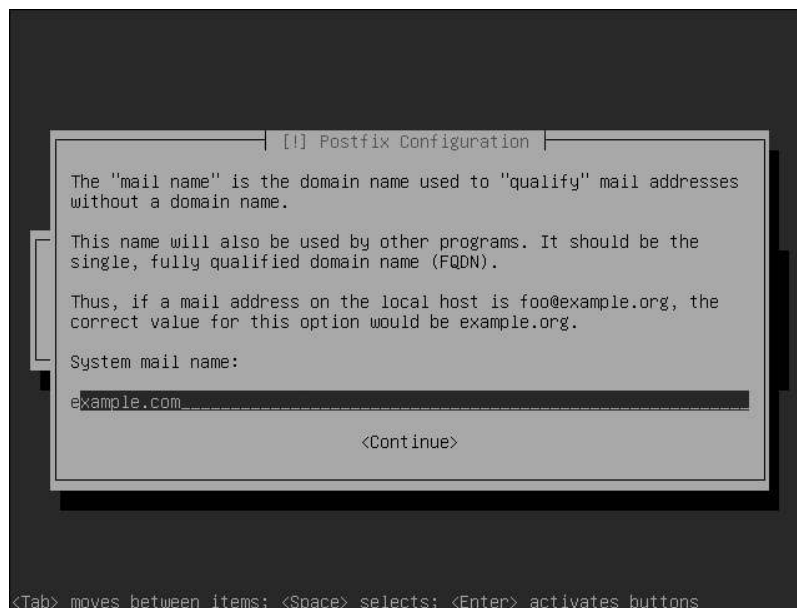 [!] Postfix Configuration
The "mail name" is the domain name used to "qualify" mail addresses
without a domain name.
This name will also be used by other programs. It should be the
single, fully qualified domain name (FQDN).
Thus, if a mail address on the local host is foo@example.org, the
correct value for this option would be example.org.
System mail name:
example.com_________________________________________________________
<Continue>
<Tab> moves between items; <Space> selects; <Enter> activates buttons